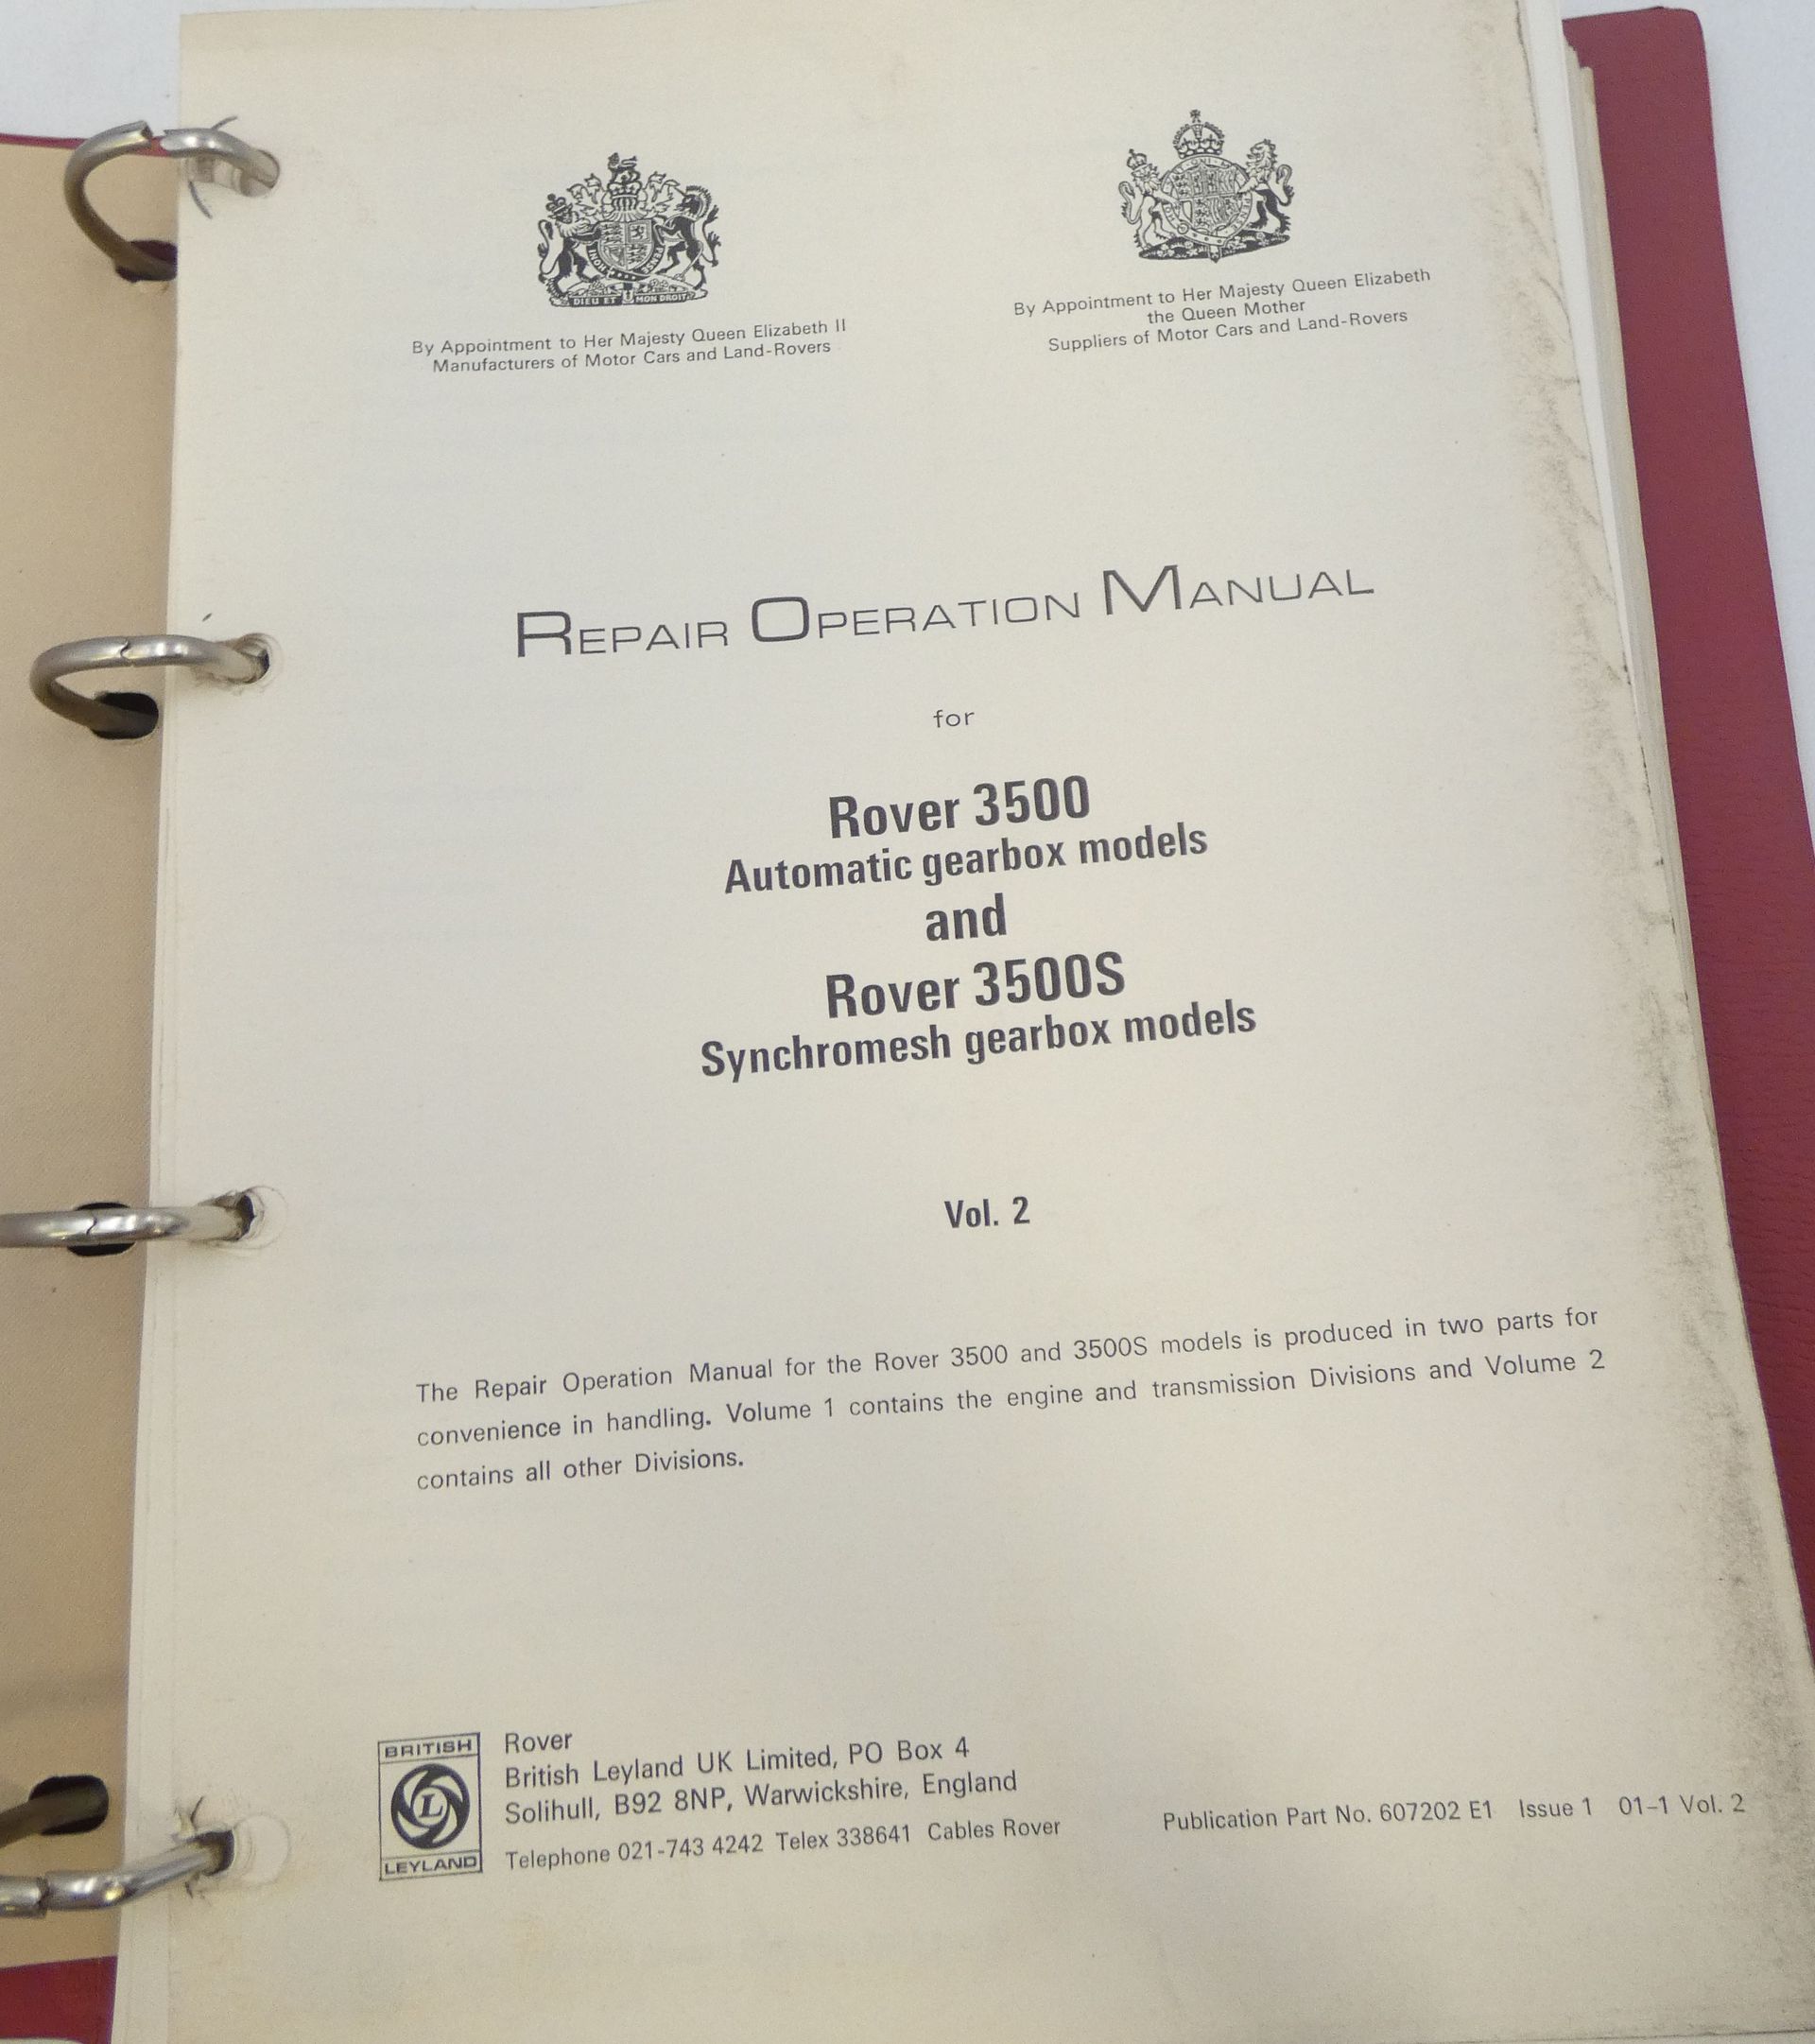 DIEU ET MON DROIT
By Appointment to Her Majesty Queen Elizabeth II
Manufacturers of Motor Cars and Land-Rovers
By Appointment to Her Majesty Queen Elizabeth
the Queen Mother
Suppliers of Motor Cars and Land-Rovers
REPAIR OPERATION MANUAL
for
Rover 3500
Automatic gearbox models
and
Rover 3500S
Synchromesh gearbox models
Vol. 2
The Repair Operation Manual for the Rover 3500 and 3500S models is produced in two parts for
convenience in handling. Volume 1 contains the engine and transmission Divisions and Volume 2
contains all other Divisions.
BRITISH
L
LEYLAND
Rover
British Leyland UK Limited, PO Box 4
Solihull, B92 8NP, Warwickshire, England
Telephone 021-743 4242 Telex 338641 Cables Rover
Publication Part No. 607202 E1 Issue 1 01-1 Vol. 2